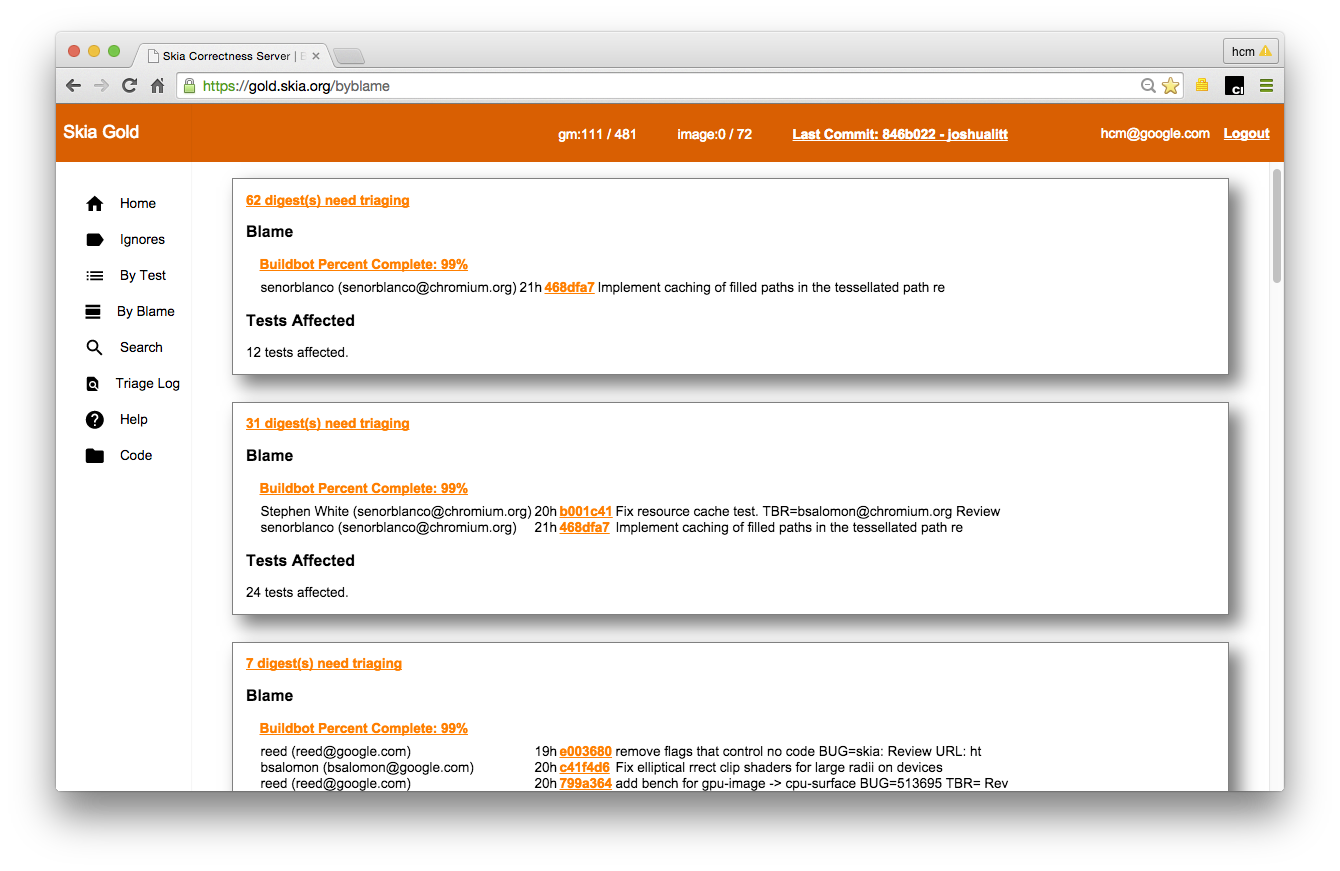 Skia Correctness Server |
hcm
https://gold.skia.org/byblame
Skia Gold
gm:111 / 481
image:0 / 72
Last Commit: 846b022 - joshualitt
hcm@google.com
Logout
Home
Ignores
By Test
By Blame
Search
Triage Log
Help
Code
62 digest(s) need triaging
Blame
Buildbot Percent Complete: 99%
senorblanco (senorblanco@chromium.org) 21h 468dfa7 Implement caching of filled paths in the tessellated path re
Tests Affected
12 tests affected.
31 digest(s) need triaging
Blame
Buildbot Percent Complete: 99%
Stephen White (senorblanco@chromium.org) 20h b001c41 Fix resource cache test. TBR=bsalomon@chromium.org Review
senorblanco (senorblanco@chromium.org) 21h 468dfa7 Implement caching of filled paths in the tessellated path re
Tests Affected
24 tests affected.
7 digest(s) need triaging
Blame
Buildbot Percent Complete: 99%
reed (reed@google.com) 19h e003680 remove flags that control no code BUG=skia: Review URL: ht
bsalomon (bsalomon@google.com) 20h c41f4d6 Fix elliptical rrect clip shaders for large radii on devices
reed (reed@google.com) 20h 799a364 add bench for gpu-image -> cpu-surface BUG=513695 TBR= Rev